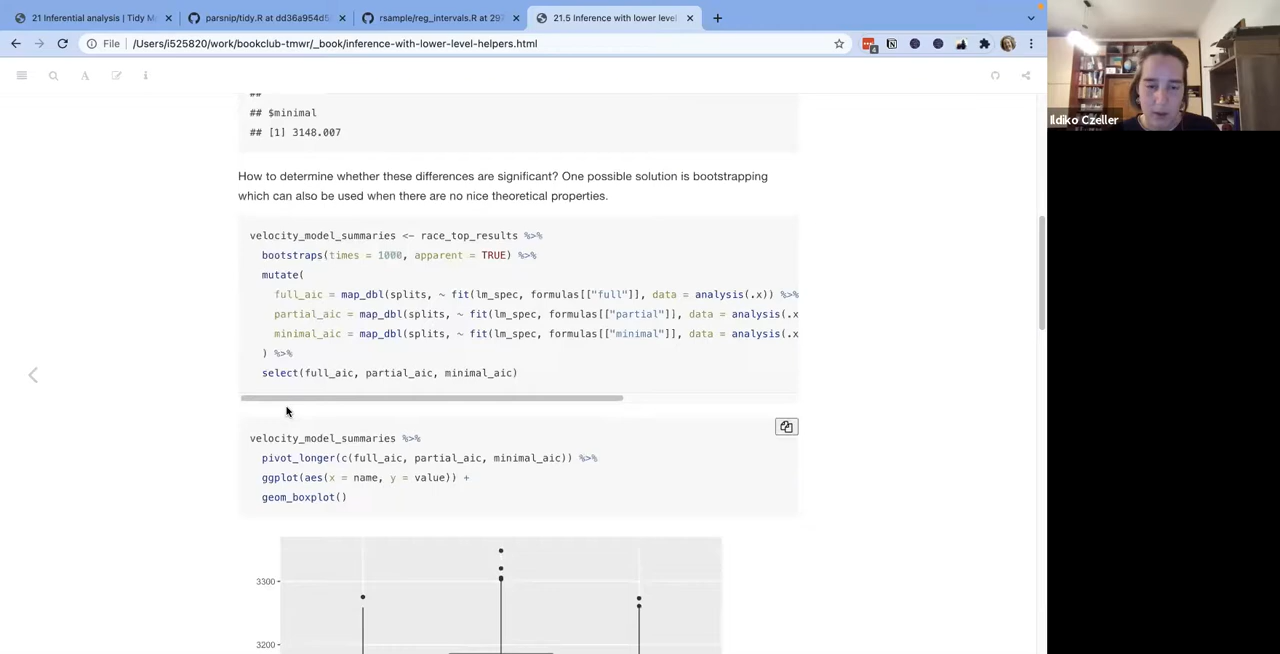 21 Inferential analysis | Tidy M
parsnip/tidy.R at dd36a954d5
rsample/reg_intervals.R at 297
21.5 Inference with lower level
File
/Users/i525820/work/bookclub-tmwr/_book/inference-with-lower-level-helpers.html
4
Ildiko Czeller
##
## $minimal
## [1] 3148.007
How to determine whether these differences are significant? One possible solution is bootstrapping
which can also be used when there are no nice theoretical properties.
velocity_model_summaries <- race_top_results %>%
bootstraps(times = 1000, apparent = TRUE) %>%
mutate(
full_aic = map_dbl(splits, ~ fit(lm_spec, formulas[["full"]], data = analysis(.x)) %>%
partial_aic = map_dbl(splits, ~ fit(lm_spec, formulas[["partial"]], data = analysis(.x
minimal_aic = map_dbl(splits, ~ fit(lm_spec, formulas[["minimal"]], data = analysis(.x
) %>%
select(full_aic, partial_aic, minimal_aic)
velocity_model_summaries %>%
pivot_longer(c(full_aic, partial_aic, minimal_aic)) %>%
ggplot(aes(x = name, y = value)) +
geom_boxplot()
3300
3200